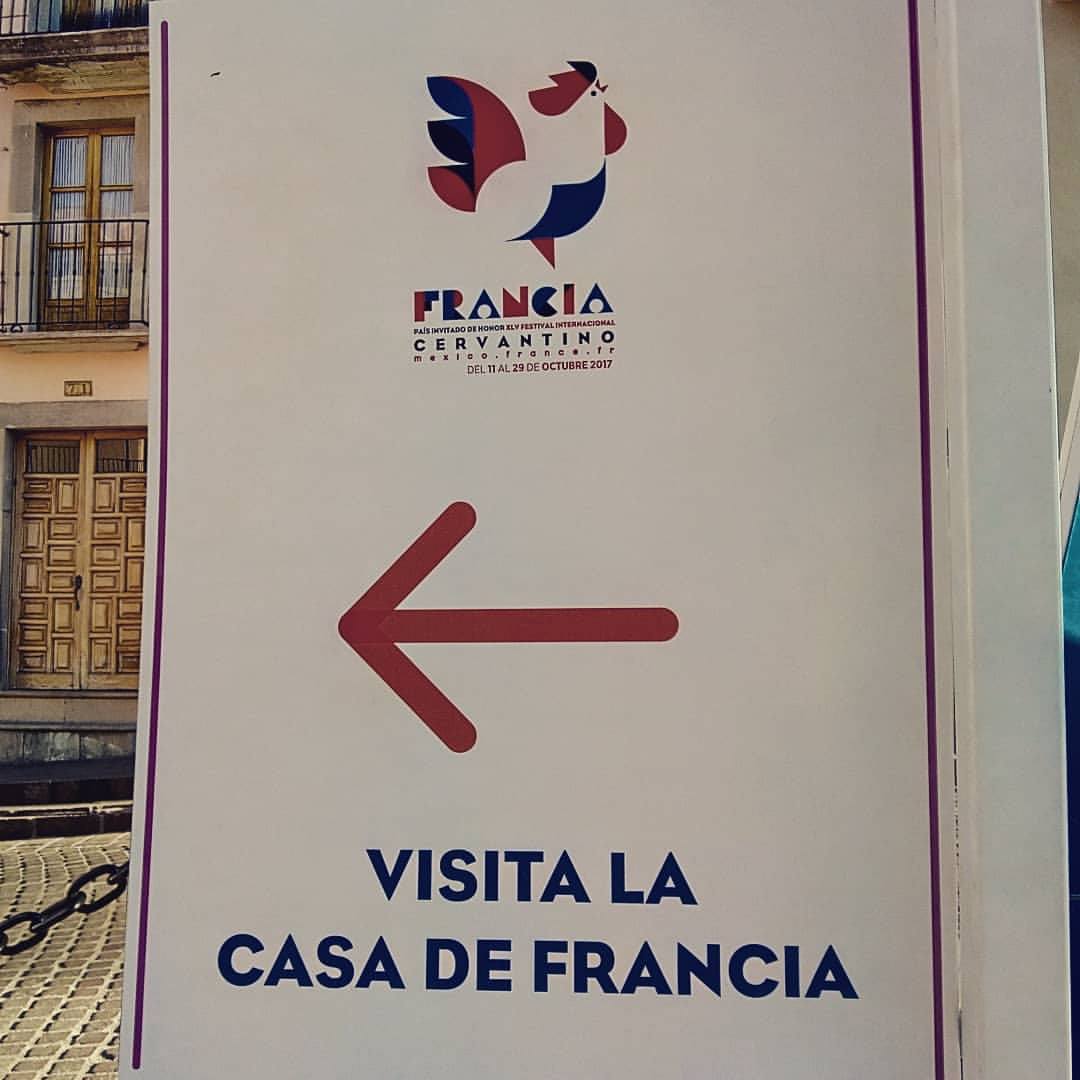 FRANCIA
PAÍS INVITADO DE HONOR XLV FESTIVAL INTERNACIONAL
CERVANTINO
mexico.france.fr
DEL 11 AL 29 DE OCTUBRE 2017
71
VISITA LA
CASA DE FRANCIA